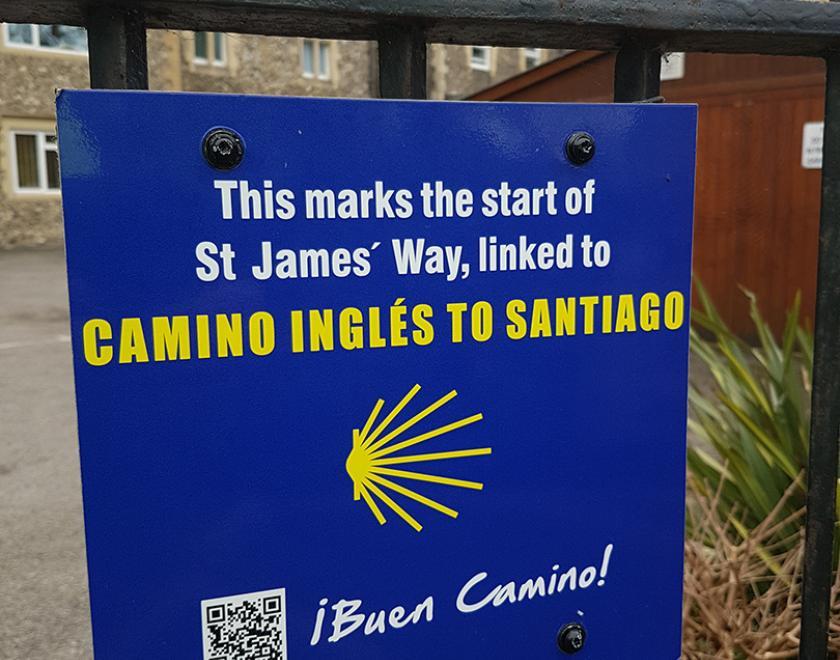 This marks the start of
St James´ Way, linked to
CAMINO INGLÉS TO SANTIAGO
¡Buen Camino!